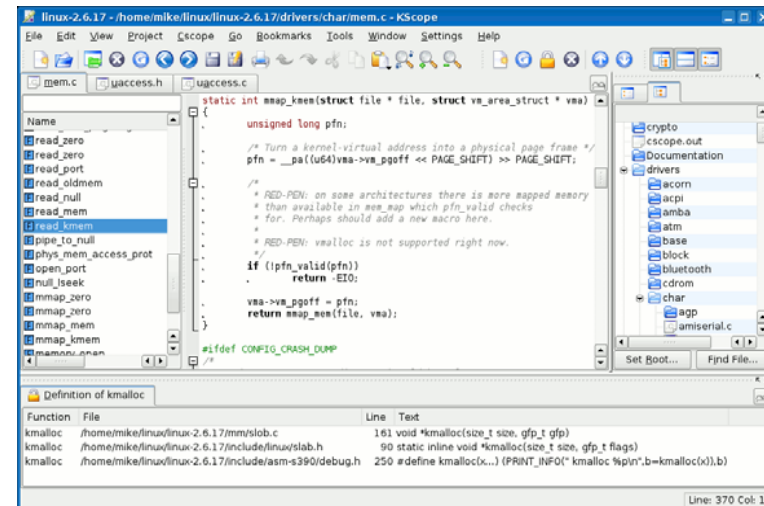 linux-2.6.17 - /home/mike/linux/linux-2.6.17/drivers/char/mem.c - KScope
File Edit View Project Cscope Go Bookmarks Tools Window Settings Help
mem.c uaccess.h uaccess.c
Name
read_zero
read_zero
read_port
read_oldmem
read_null
read_mem
read_kmem
pipe_to_null
phys_mem_access_prot
open_port
null_lseek
mmap_zero
mmap_zero
mmap_mem
mmap_kmem
memory_open
static int mmap_kmem(struct file * file, struct vm_area_struct * vma)
{
unsigned long pfn;
/* Turn a kernel-virtual address into a physical page frame */
pfn = __pa((u64)vma->vm_pgoff << PAGE_SHIFT) >> PAGE_SHIFT;
/*
* RED-PEN: on some architectures there is more mapped memory
* than available in mem_map which pfn_valid checks
* for. Perhaps should add a new macro here.
*
* RED-PEN: vmalloc is not supported right now.
*/
if (!pfn_valid(pfn))
return -EIO;
vma->vm_pgoff = pfn;
return mmap_mem(file, vma);
}
#ifdef CONFIG_CRASH_DUMP
/*
crypto
cscope.out
Documentation
drivers
acorn
acpi
amba
atm
base
block
bluetooth
cdrom
char
agp
amiserial.c
Set Root... Find File...
Definition of kmalloc
Function File Line Text
kmalloc /home/mike/linux/linux-2.6.17/mm/slob.c 161 void *kmalloc(size_t size, gfp_t gfp)
kmalloc /home/mike/linux/linux-2.6.17/include/linux/slab.h 90 static inline void *kmalloc(size_t size, gfp_t flags)
kmalloc /home/mike/linux/linux-2.6.17/include/asm-s390/debug.h 250 #define kmalloc(x...) (PRINT_INFO(" kmalloc %p\n",b=kmalloc(x)),b)
Line: 370 Col: 1